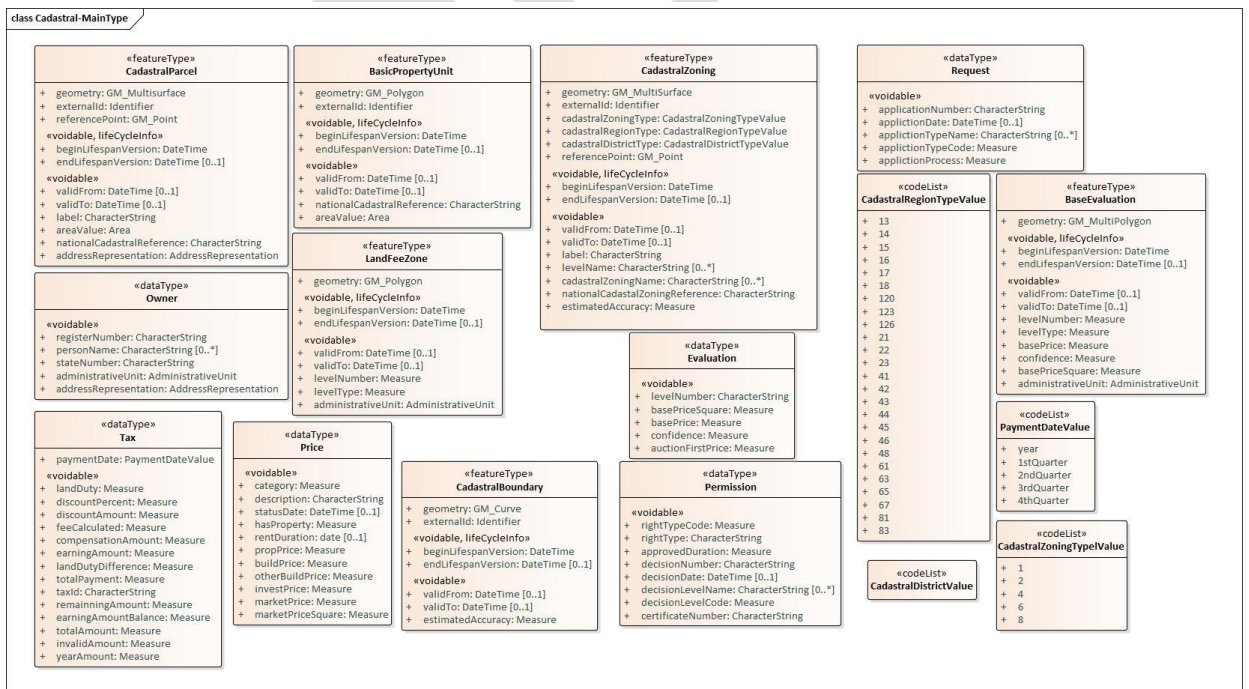 class Cadastral-MainType
«featureType»
CadastralParcel
+ geometry: GM_Multisurface
+ externalId: Identifier
+ referencePoint: GM_Point
«voidable, lifeCycleInfo»
+ beginLifespanVersion: DateTime
+ endLifespanVersion: DateTime [0..1]
«voidable»
+ validFrom: DateTime [0..1]
+ validTo: DateTime [0..1]
+ label: CharacterString
+ areaValue: Area
+ nationalCadastralReference: CharacterString
+ addressRepresentation: AddressRepresentation
«featureType»
BasicPropertyUnit
+ geometry: GM_Polygon
+ externalId: Identifier
«voidable, lifeCycleInfo»
+ beginLifespanVersion: DateTime
+ endLifespanVersion: DateTime [0..1]
«voidable»
+ validFrom: DateTime [0..1]
+ validTo: DateTime [0..1]
+ nationalCadastralReference: CharacterString
+ areaValue: Area
«featureType»
CadastralZoning
+ geometry: GM_MultiSurface
+ externalId: Identifier
+ cadastralZoningType: CadastralZoningTypeValue
+ cadastralRegionType: CadastralRegionTypeValue
+ cadastralDistrictType: CadastralDistrictTypeValue
+ referencePoint: GM_Point
«voidable, lifeCycleInfo»
+ beginLifespanVersion: DateTime
+ endLifespanVersion: DateTime [0..1]
«voidable»
+ validFrom: DateTime [0..1]
+ validTo: DateTime [0..1]
+ label: CharacterString
+ levelName: CharacterString [0..*]
+ cadastralZoningName: CharacterString [0..*]
+ nationalCadastalZoningReference: CharacterString
+ estimatedAccuracy: Measure
«dataType»
Request
«voidable»
+ applicationNumber: CharacterString
+ applictionDate: DateTime [0..1]
+ applictionTypeName: CharacterString [0..*]
+ applictionTypeCode: Measure
+ applictionProcess: Measure
«codeList»
CadastralRegionTypeValue
+ 13
+ 14
+ 15
+ 16
+ 17
+ 18
+ 120
+ 123
+ 126
+ 21
+ 22
+ 23
+ 41
+ 42
+ 43
+ 44
+ 45
+ 46
+ 48
+ 61
+ 63
+ 65
+ 67
+ 81
+ 83
«featureType»
BaseEvaluation
+ geometry: GM_MultiPolygon
«voidable, lifeCycleInfo»
+ beginLifespanVersion: DateTime
+ endLifespanVersion: DateTime [0..1]
«voidable»
+ validFrom: DateTime [0..1]
+ validTo: DateTime [0..1]
+ levelNumber: Measure
+ levelType: Measure
+ basePrice: Measure
+ confidence: Measure
+ basePriceSquare: Measure
+ administrativeUnit: AdministrativeUnit
«dataType»
Owner
«voidable»
+ registerNumber: CharacterString
+ personName: CharacterString [0..*]
+ stateNumber: CharacterString
+ administrativeUnit: AdministrativeUnit
+ addressRepresentation: AddressRepresentation
«featureType»
LandFeeZone
+ geometry: GM_Polygon
«voidable, lifeCycleInfo»
+ beginLifespanVersion: DateTime
+ endLifespanVersion: DateTime [0..1]
«voidable»
+ validFrom: DateTime [0..1]
+ validTo: DateTime [0..1]
+ levelNumber: Measure
+ levelType: Measure
+ administrativeUnit: AdministrativeUnit
«dataType»
Evaluation
«voidable»
+ levelNumber: CharacterString
+ basePriceSquare: Measure
+ basePrice: Measure
+ confidence: Measure
+ auctionFirstPrice: Measure
«dataType»
Tax
+ paymentDate: PaymentDateValue
«voidable»
+ landDuty: Measure
+ discountPercent: Measure
+ discountAmount: Measure
+ feeCalculated: Measure
+ compensationAmount: Measure
+ earningAmount: Measure
+ landDutyDifference: Measure
+ totalPayment: Measure
+ taxId: CharacterString
+ remainningAmount: Measure
+ earningAmountBalance: Measure
+ totalAmount: Measure
+ invalidAmount: Measure
+ yearAmount: Measure
«dataType»
Price
«voidable»
+ category: Measure
+ description: CharacterString
+ statusDate: DateTime [0..1]
+ hasProperty: Measure
+ rentDuration: date [0..1]
+ propPrice: Measure
+ buildPrice: Measure
+ otherBuildPrice: Measure
+ investPrice: Measure
+ marketPrice: Measure
+ marketPriceSquare: Measure
«featureType»
CadastralBoundary
+ geometry: GM_Curve
+ externalId: Identifier
«voidable, lifeCycleInfo»
+ beginLifespanVersion: DateTime
+ endLifespanVersion: DateTime [0..1]
«voidable»
+ validFrom: DateTime [0..1]
+ validTo: DateTime [0..1]
+ estimatedAccuracy: Measure
«dataType»
Permission
«voidable»
+ rightTypeCode: Measure
+ rightType: CharacterString
+ approvedDuration: Measure
+ decisionNumber: CharacterString
+ decisionDate: DateTime [0..1]
+ decisionLevelName: CharacterString [0..*]
+ decisionLevelCode: Measure
+ certificateNumber: CharacterString
«codeList»
PaymentDateValue
+ year
+ 1stQuarter
+ 2ndQuarter
+ 3rdQuarter
+ 4thQuarter
«codeList»
CadastralDistrictValue
«codeList»
CadastralZoningTypelValue
+ 1
+ 2
+ 4
+ 6
+ 8